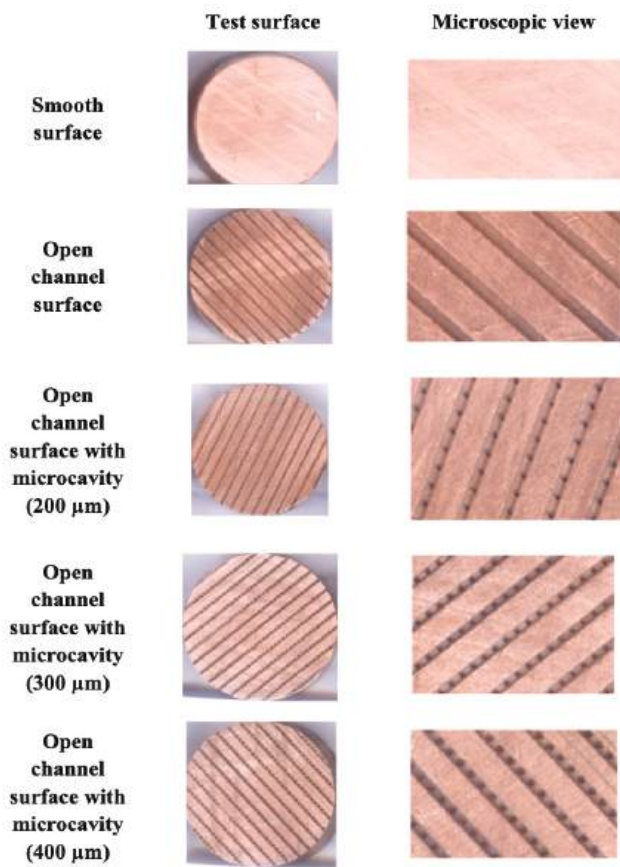 Test surface
Microscopic view
Smooth
surface
Open
channel
surface
Open
channel
surface with
microcavity
(200 μm)
Open
channel
surface with
microcavity
(300 μm)
Open
channel
surface with
microcavity
(400 μm)